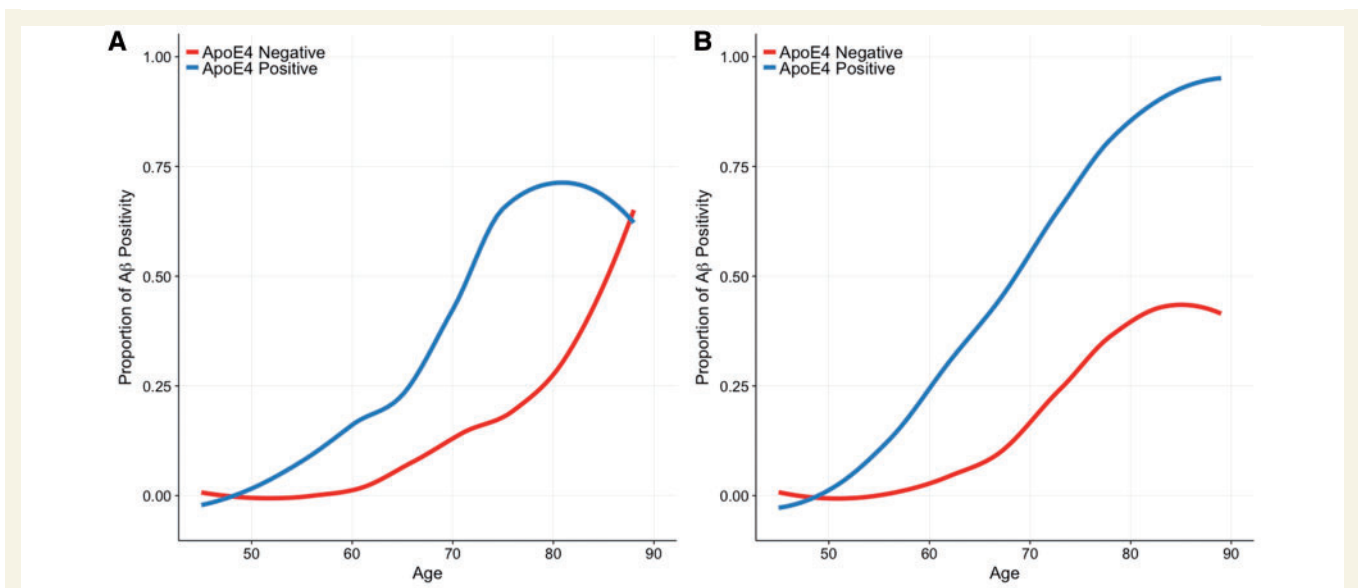 A
ApoE4 Negative
ApoE4 Positive
1.00
0.75
0.50
0.25
0.00
Proportion of Aβ Positivity
50 60 70 80 90
Age
B
ApoE4 Negative
ApoE4 Positive
1.00
0.75
0.50
0.25
0.00
Proportion of Aβ Positivity
50 60 70 80 90
Age